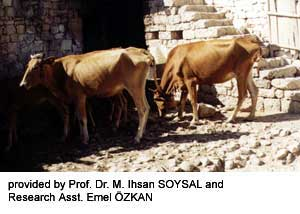 provided by Prof. Dr. M. Ihsan SOYSAL and
Research Asst. Emel ÖZKAN